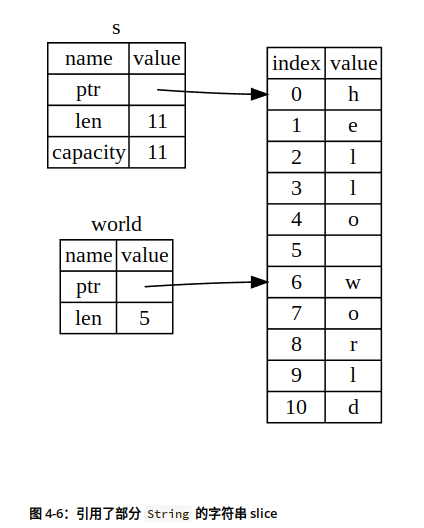 s
name value
ptr
len 11
capacity 11
world
name value
ptr
len 5
index value
0 h
1 e
2 l
3 l
4 o
5
6 w
7 o
8 r
9 l
10 d
图 4-6：引用了部分 String 的字符串 slice